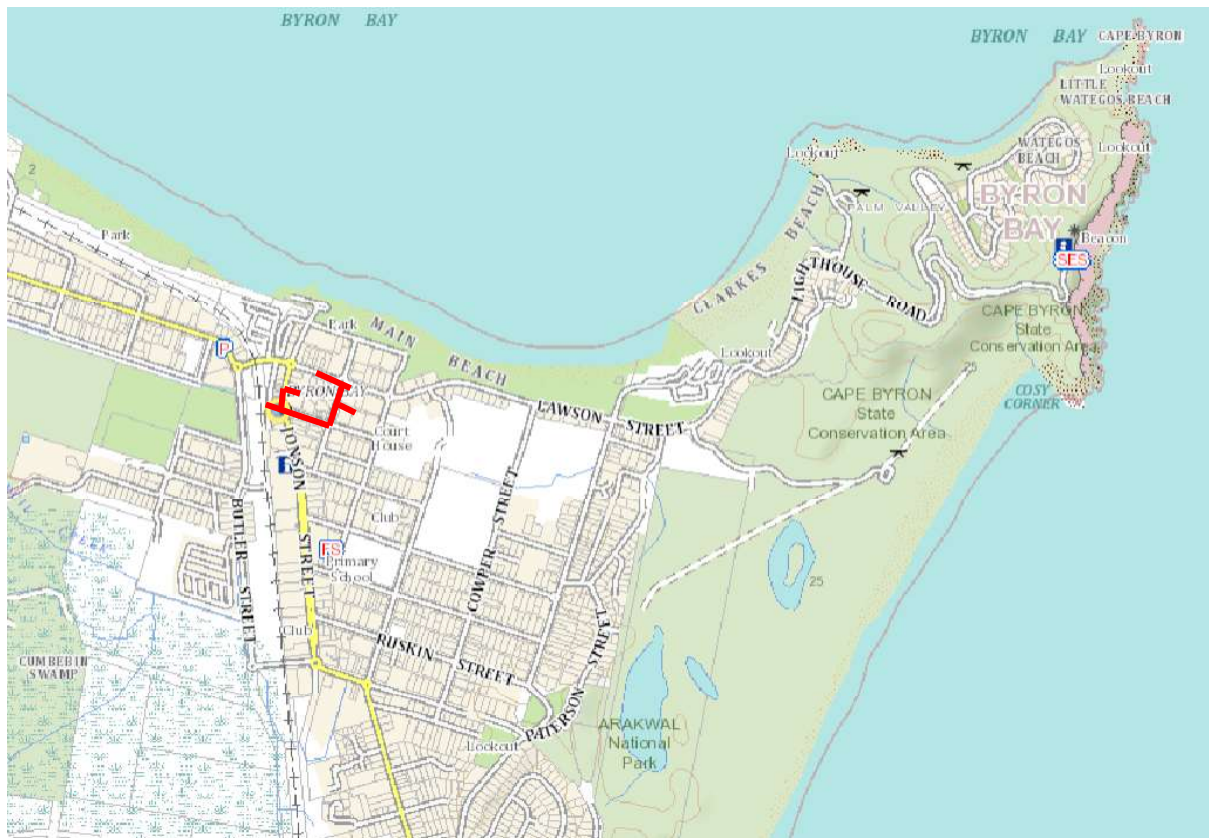 BYRON BAY
BYRON BAY
CAPE BYRON
Lookout
LITTLE
WATEGOS BEACH
Lookout
WATEGOS
BEACH
Lookout
2
PALM VALLEY
BYRON
BAY
Beacon
SES
Park
CLARKES BEACH
LIGHTHOUSE ROAD
CAPE BYRON
State
Conservation Area
Park
MAIN BEACH
P
Lookout
25
BYRON BAY
COSY
CORNER
CAPE BYRON
State
Conservation Area
LAWSON STREET
Court
House
JONSON STREET
BUTLER STREET
Club
COWPER STREET
FS
Primary
School
25
Club
RUSKIN STREET
PATERSON STREET
CUMBEBIN
SWAMP
Lookout
ARAKWAL
National
Park